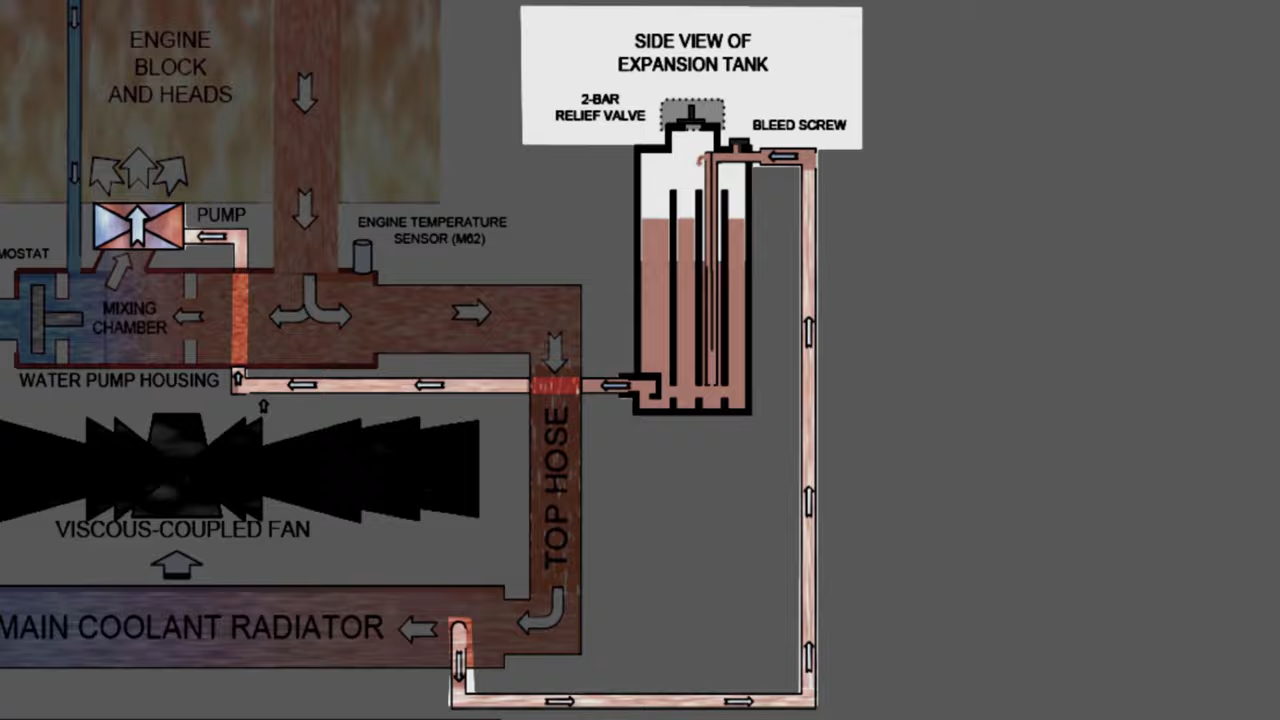 ENGINE
BLOCK
AND HEADS
SIDE VIEW OF
EXPANSION TANK
2-BAR
RELIEF VALVE
BLEED SCREW
PUMP
ENGINE TEMPERATURE
SENSOR (M62)
MOSTAT
MIXING
CHAMBER
WATER PUMP HOUSING
TOP HOSE
VISCOUS-COUPLED FAN
MAIN COOLANT RADIATOR